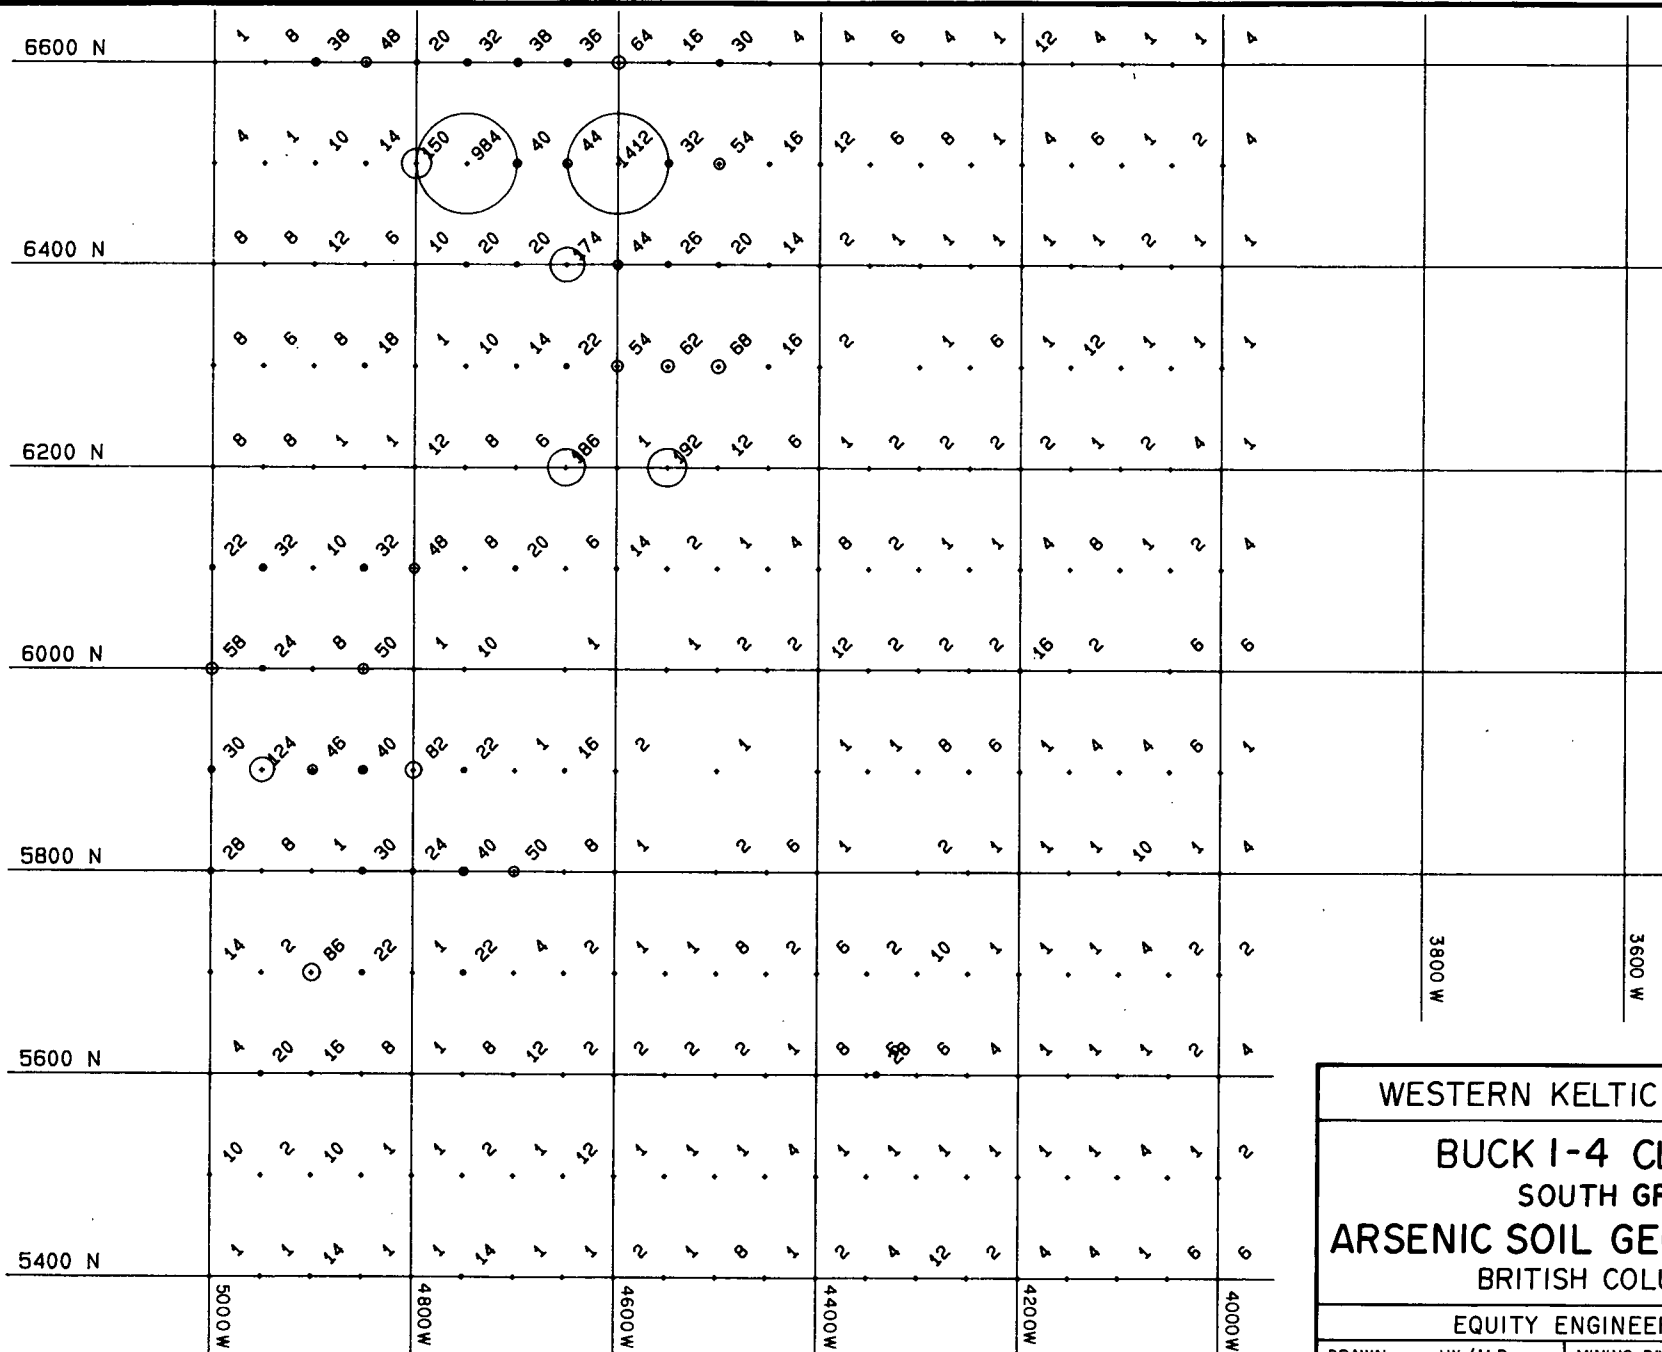 1 8 38 48 20 32 38 36 64 16 30 4 4 6 4 1 12 4 1 1 4
6600 N
4 1 10 14 150 984 40 44 1412 32 54 16 12 6 8 1 4 6 1 2 4
8 8 12 6 10 20 20 174 44 26 20 14 2 1 1 1 1 1 2 1 1
6400 N
8 6 8 18 1 10 14 22 54 62 68 16 2 1 6 1 12 1 1 1
8 8 1 1 12 8 6 186 1 192 12 6 1 2 2 2 2 1 2 4 1
6200 N
22 32 10 32 48 8 20 6 14 2 1 4 8 2 1 1 4 8 1 2 4
58 24 8 50 1 10 1 1 2 2 12 2 2 2 16 2 6 6
6000 N
30 124 46 40 82 22 1 16 2 1 1 1 8 6 1 4 4 6 1
28 8 1 30 24 40 50 8 1 2 6 1 2 1 1 1 10 1 4
5800 N
14 2 86 22 1 22 4 2 1 1 8 2 6 2 10 1 1 1 4 2 2
4 20 16 8 1 8 12 2 2 2 2 1 8 28 6 4 1 1 1 2 4
5600 N
10 2 10 1 1 2 1 12 1 1 1 4 1 1 1 1 1 1 4 1 2
1 1 14 1 1 14 1 1 2 1 8 1 2 4 12 2 4 4 1 6 6
5400 N
5000W
4800W
4600W
4400W
4200W
4000W
3800 W
3600 W
WESTERN KELTIC
BUCK 1-4 CL
SOUTH GR
ARSENIC SOIL GE
BRITISH COLU
EQUITY ENGINEER